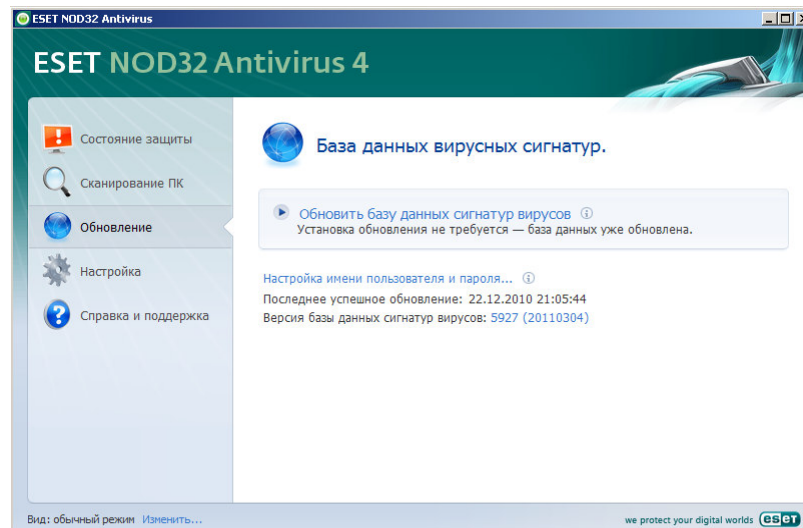 ESET NOD32 Antivirus
ESET NOD32 Antivirus 4
Состояние защиты
Сканирование ПК
Обновление
Настройка
Справка и поддержка
База данных вирусных сигнатур.
Обновить базу данных сигнатур вирусов
Установка обновления не требуется — база данных уже обновлена.
Настройка имени пользователя и пароля...
Последнее успешное обновление: 22.12.2010 21:05:44
Версия базы данных сигнатур вирусов: 5927 (20110304)
Вид: обычный режим Изменить...
we protect your digital worlds eset